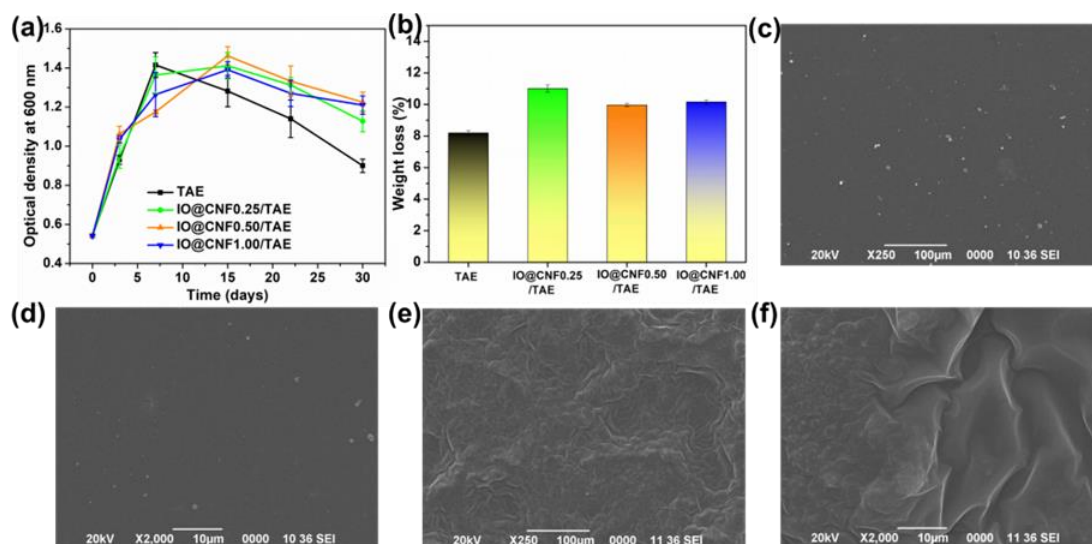 (a)
Optical density at 600 nm
1.6
1.4
1.2
1.0
0.8
0.6
0.4
TAE
IO@CNF0.25/TAE
IO@CNF0.50/TAE
IO@CNF1.00/TAE
0 5 10 15 20 25 30
Time (days)
(b)
Weight loss (%)
16
14
12
10
8
6
4
2
0
TAE IO@CNF0.25 IO@CNF0.50 IO@CNF1.00
/TAE /TAE /TAE
(c)
20kV X250 100µm 0000 10 36 SEI
(d)
20kV X2,000 10µm 0000 10 36 SEI
(e)
20kV X250 100µm 0000 11 36 SEI
(f)
20kV X2,000 10µm 0000 11 36 SEI